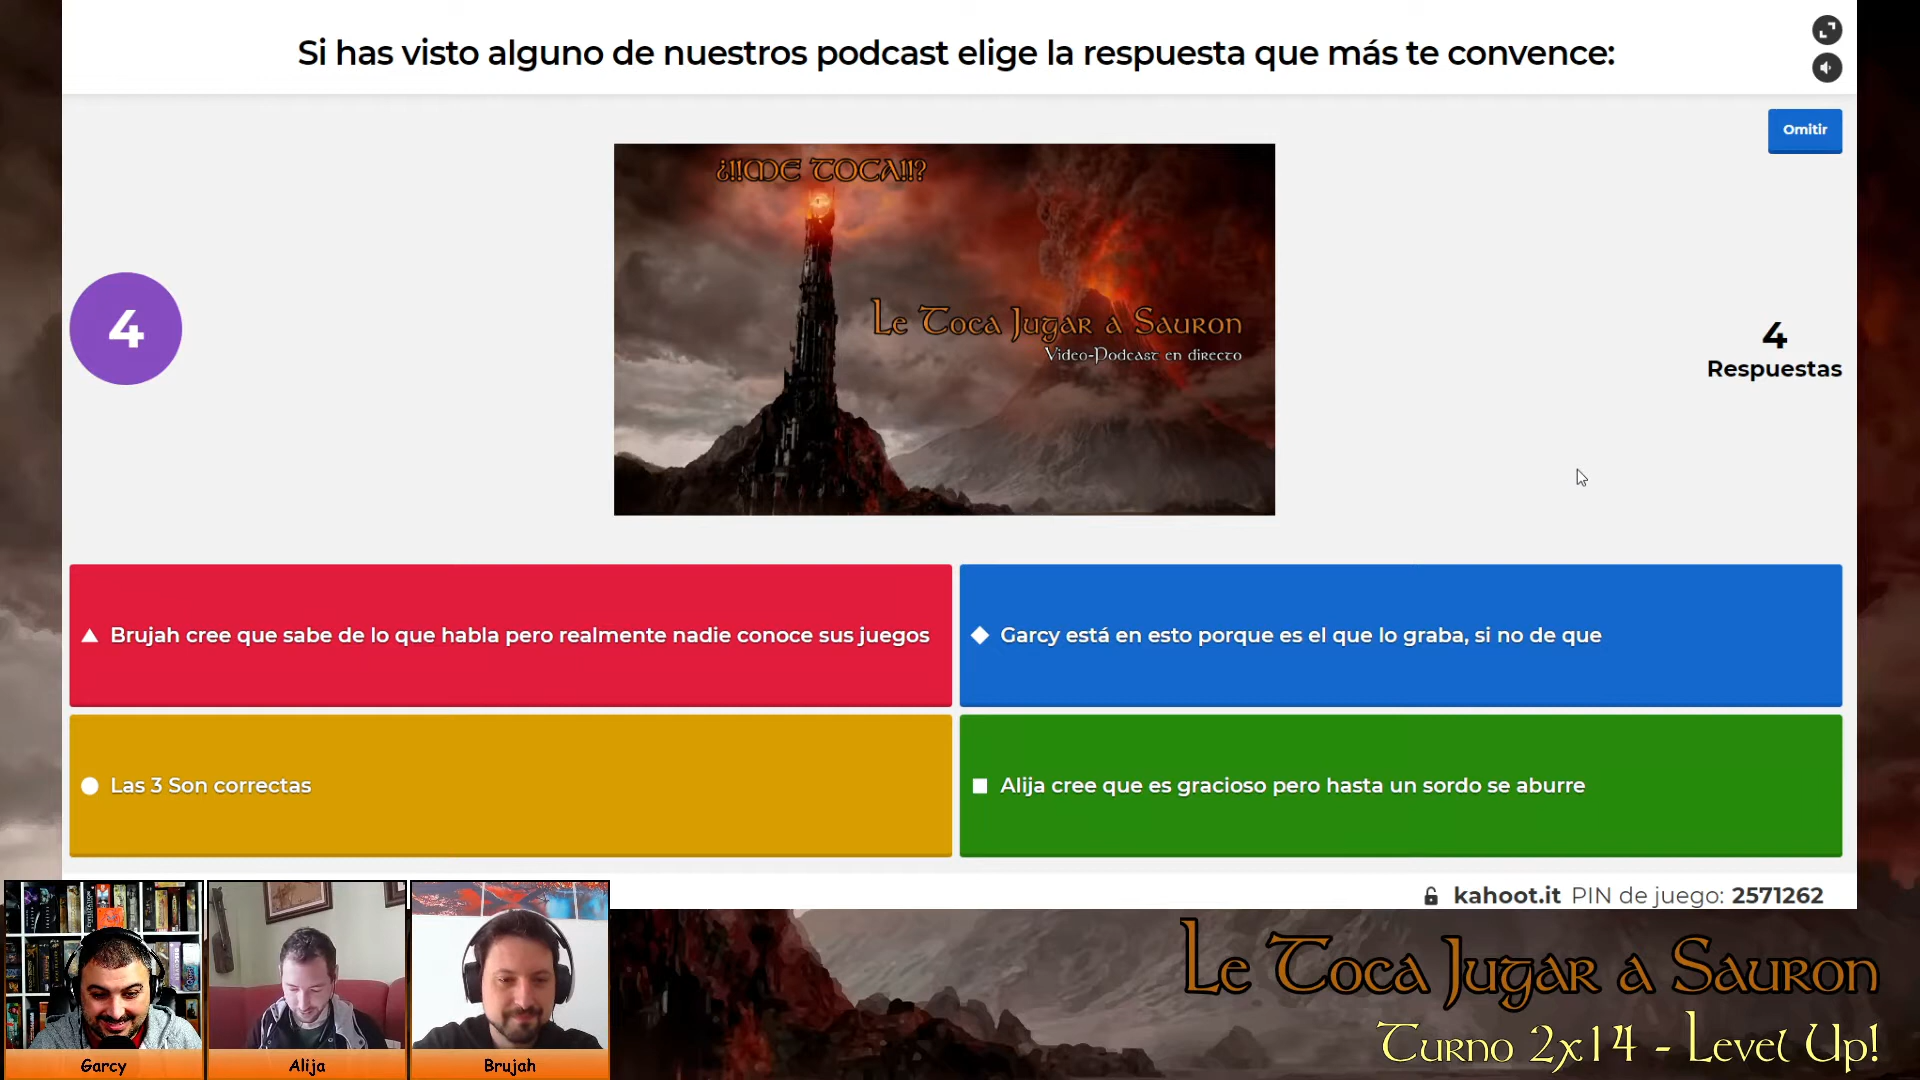 Si has visto alguno de nuestros podcast elige la respuesta que más te convence:
Omitir
¿!!ME TOCA!!?
Le Toca Jugar a Sauron
Video-Podcast en directo
4
4
Respuestas
Brujah cree que sabe de lo que habla pero realmente nadie conoce sus juegos
Garcy está en esto porque es el que lo graba, si no de que
Las 3 Son correctas
Alija cree que es gracioso pero hasta un sordo se aburre
kahoot.it PIN de juego: 2571262
Le Toca Jugar a Sauron
Turno 2x14 - Level Up!
Garcy
Alija
Brujah